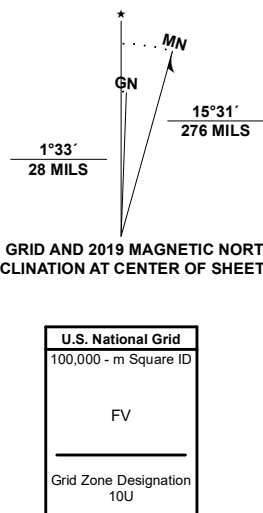 ★
MN
GN
15°31´
276 MILS
1°33´
28 MILS
GRID AND 2019 MAGNETIC NORT
CLINATION AT CENTER OF SHEET
U.S. National Grid
100,000 - m Square ID
FV
Grid Zone Designation
10U